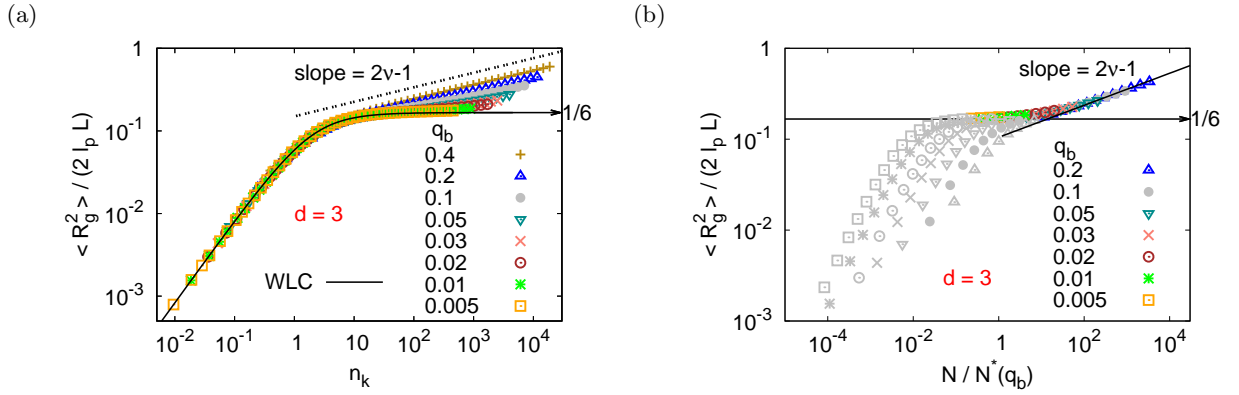 (a)
1
10^-1
10^-2
10^-3
< R_g^2 > / (2 l_p L)
slope = 2ν-1
1/6
q_b
0.4
0.2
0.1
0.05
0.03
0.02
0.01
0.005
d = 3
WLC
10^-2 10^-1 1 10^1 10^2 10^3 10^4
n_k
(b)
1
10^-1
10^-2
10^-3
< R_g^2 > / (2 l_p L)
slope = 2ν-1
1/6
q_b
0.2
0.1
0.05
0.03
0.02
0.01
0.005
d = 3
10^-4 10^-2 1 10^2 10^4
N / N^*(q_b)